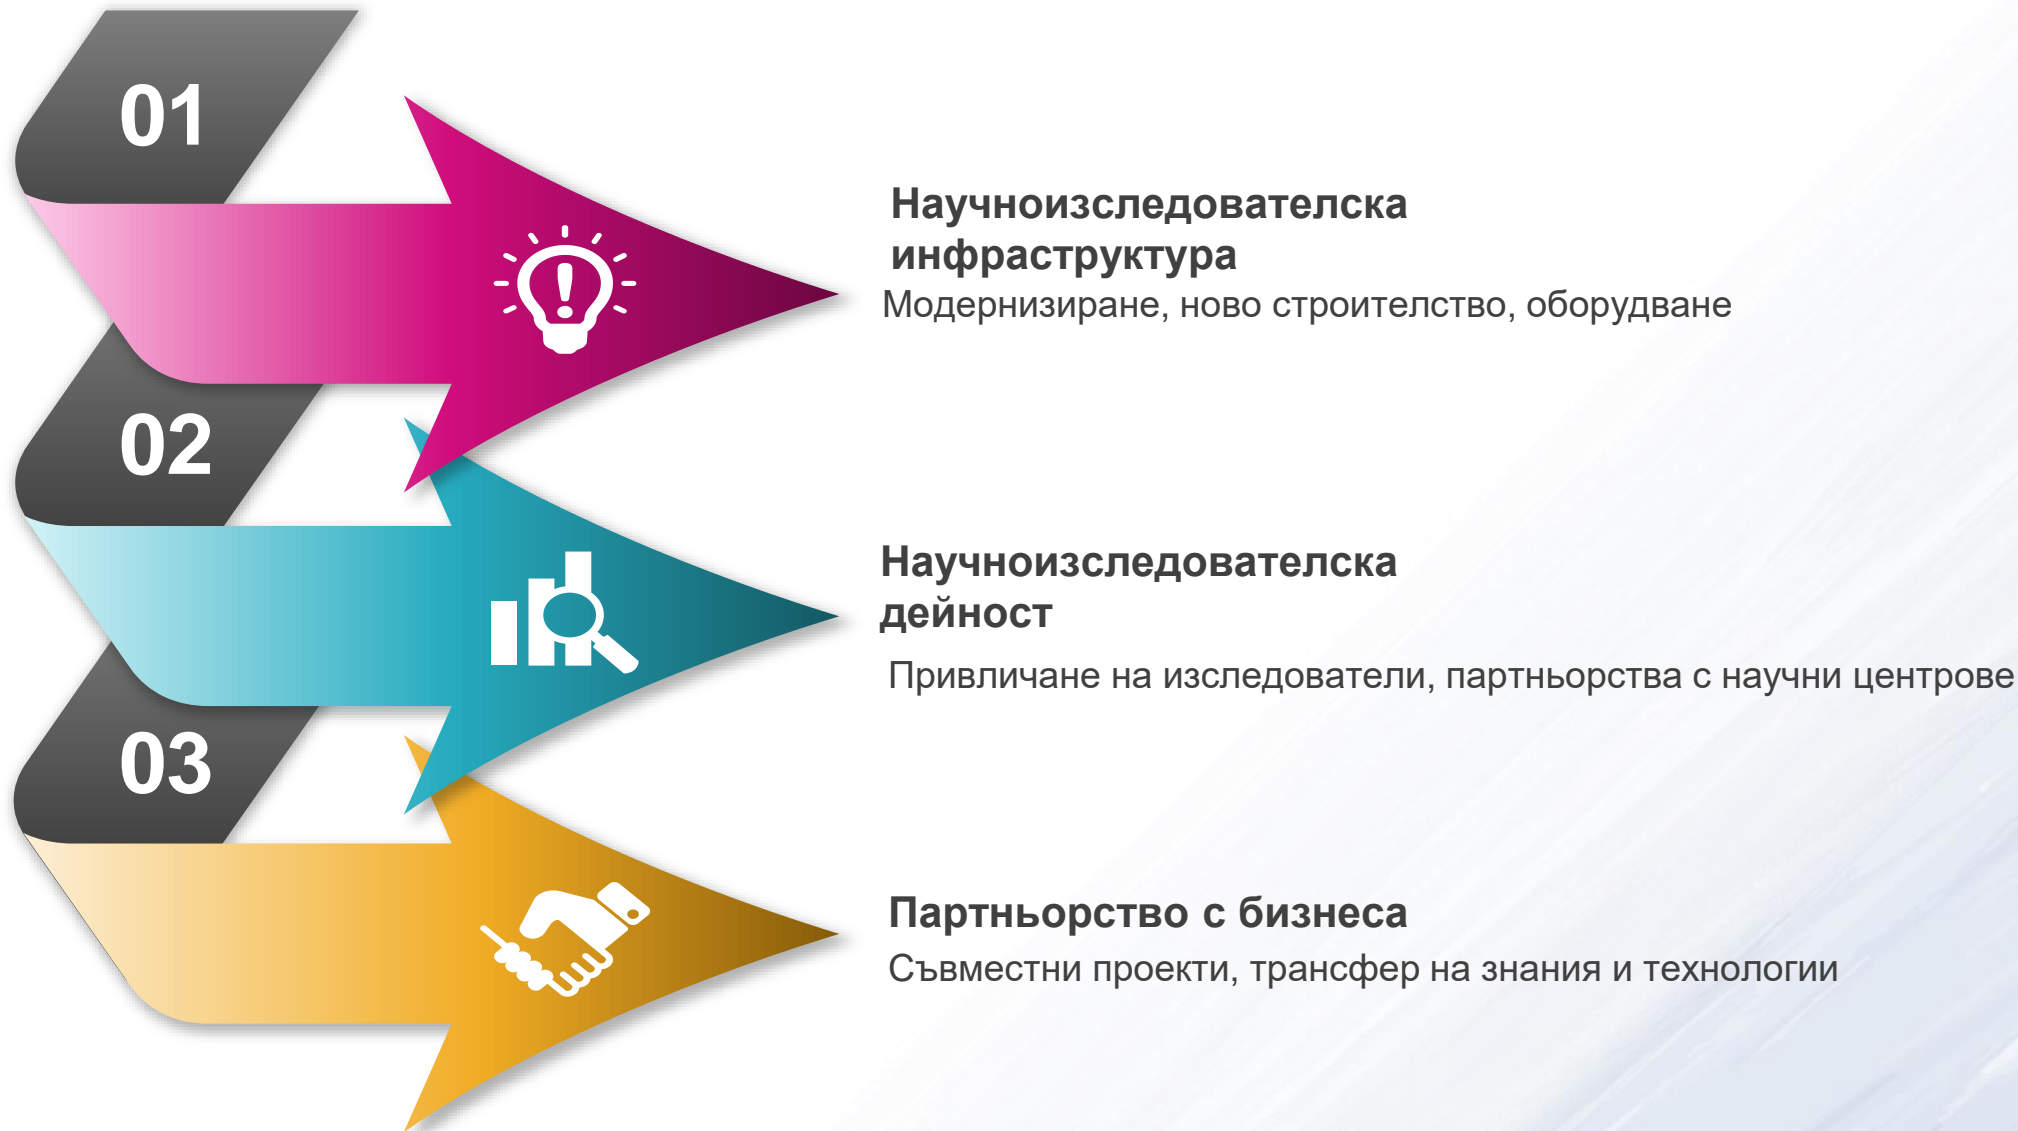 01
Научноизследователска
инфраструктура
Модернизиране, ново строителство, оборудване
02
Научноизследователска
дейност
Привличане на изследователи, партньорства с научни центрове
03
Партньорство с бизнеса
Съвместни проекти, трансфер на знания и технологии